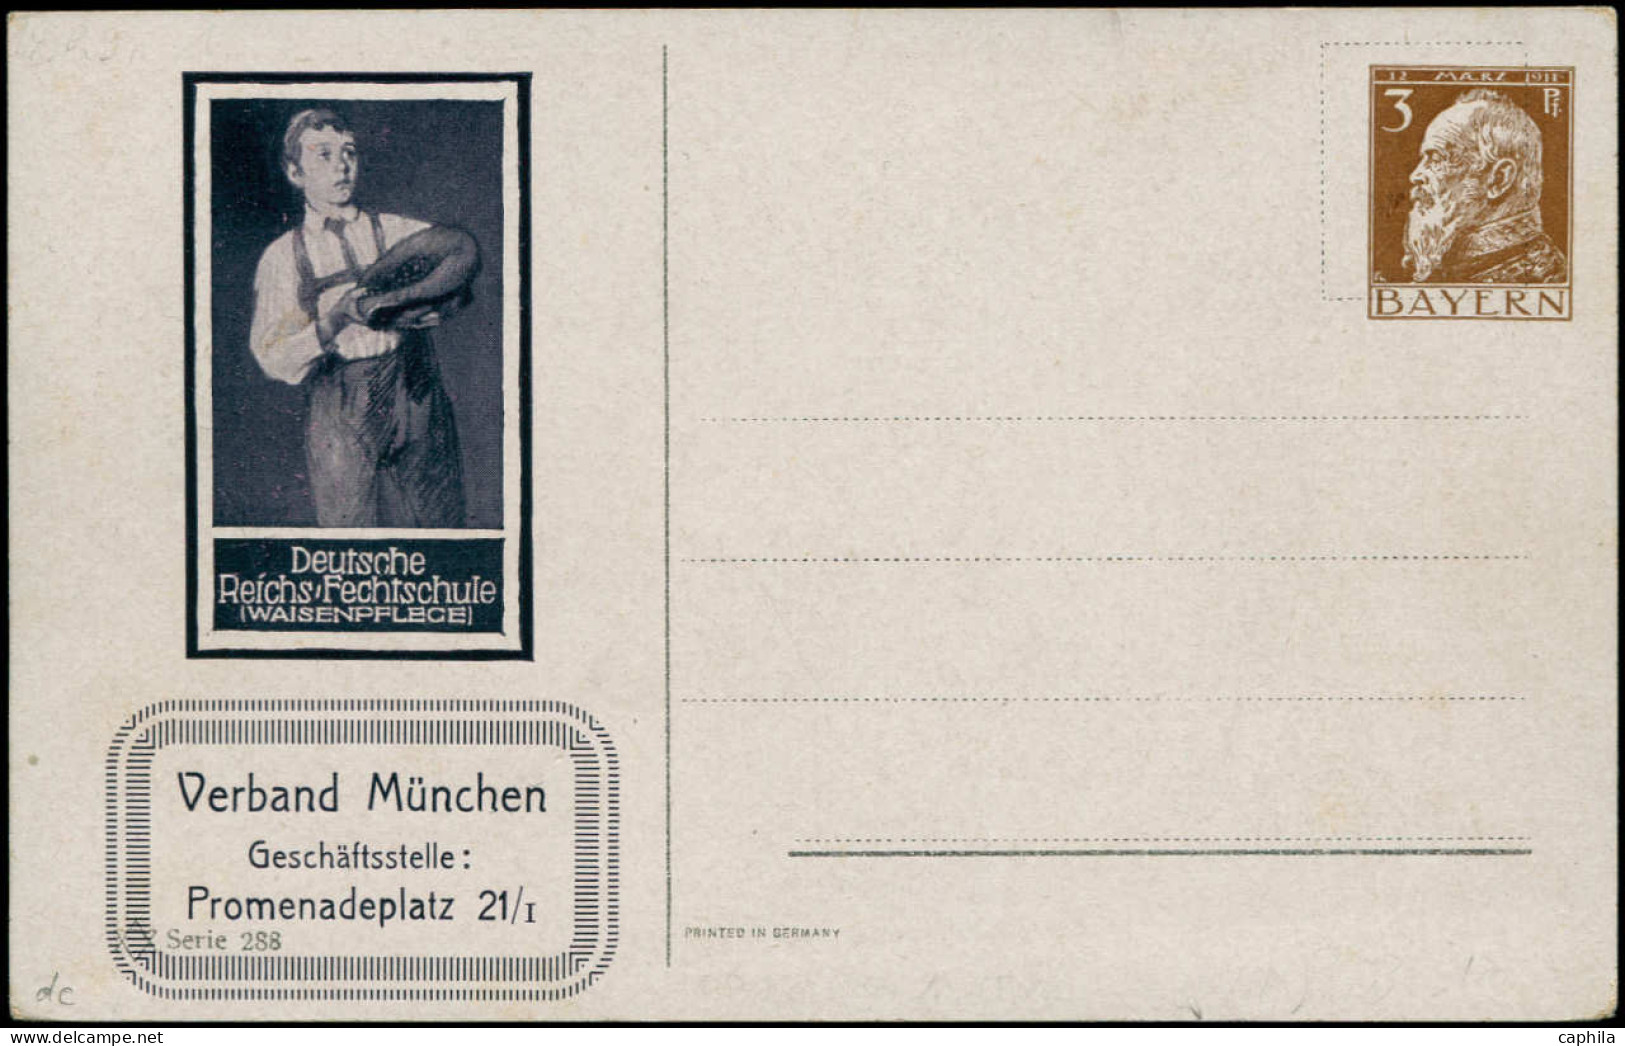 Deutsche
Reichs-Fechtschule
(WAISENPFLEGE)
Verband München
Geschäftsstelle:
Promenadeplatz 21/I
Serie 288
dc
12 MÄRZ 1911
3 Pf.
BAYERN
PRINTED IN GERMANY
caphila